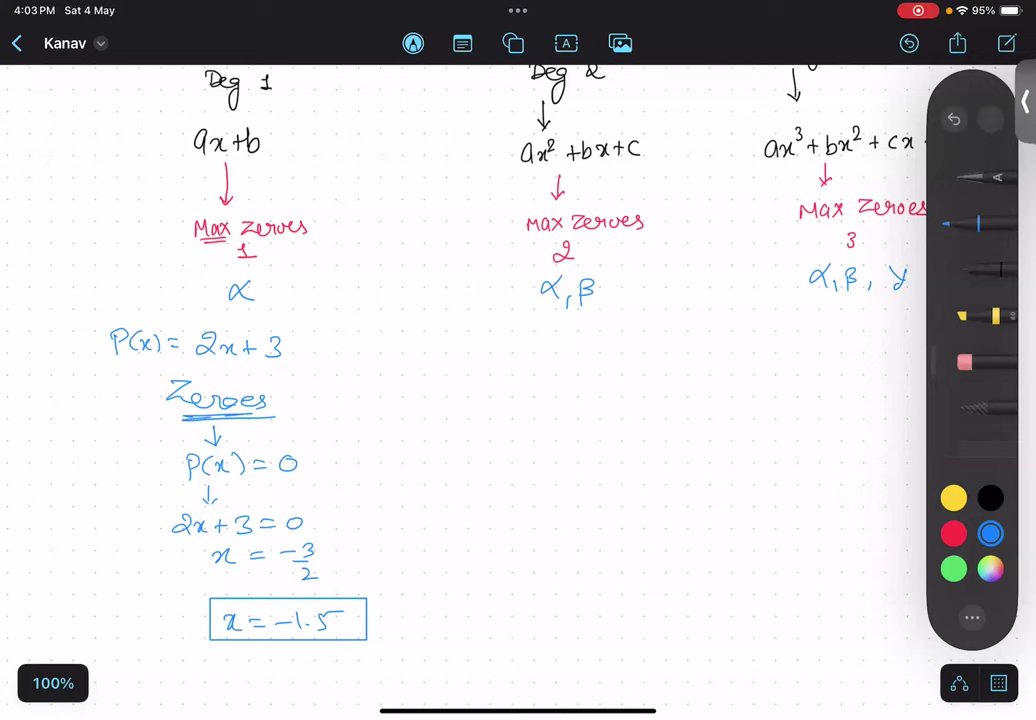 4:03 PM Sat 4 May
95%
Kanav
A
Deg 1
ax+b
Max Zeroes
1
α
Deg 2
ax² +bx+c
Max Zeroes
2
α, β
ax³ + bx² + cx
Max Zeroes
3
α, β, γ
P(x) = 2x+3
Zeroes
P(x) = 0
2x+3 = 0
x = -3/2
x = -1.5
A
80
100%